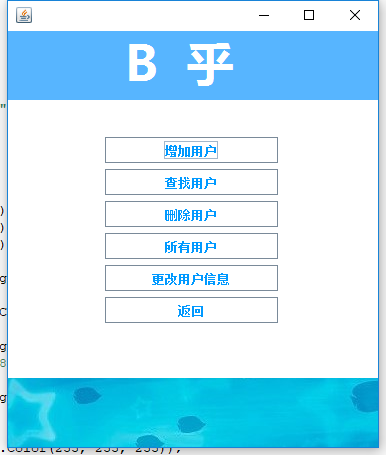 B 乎
"
增加用户
)
查找用户
)
删除用户
)
所有用户
g
更改用户信息
C
返回
g
8
g
.Color(255, 255, 255));